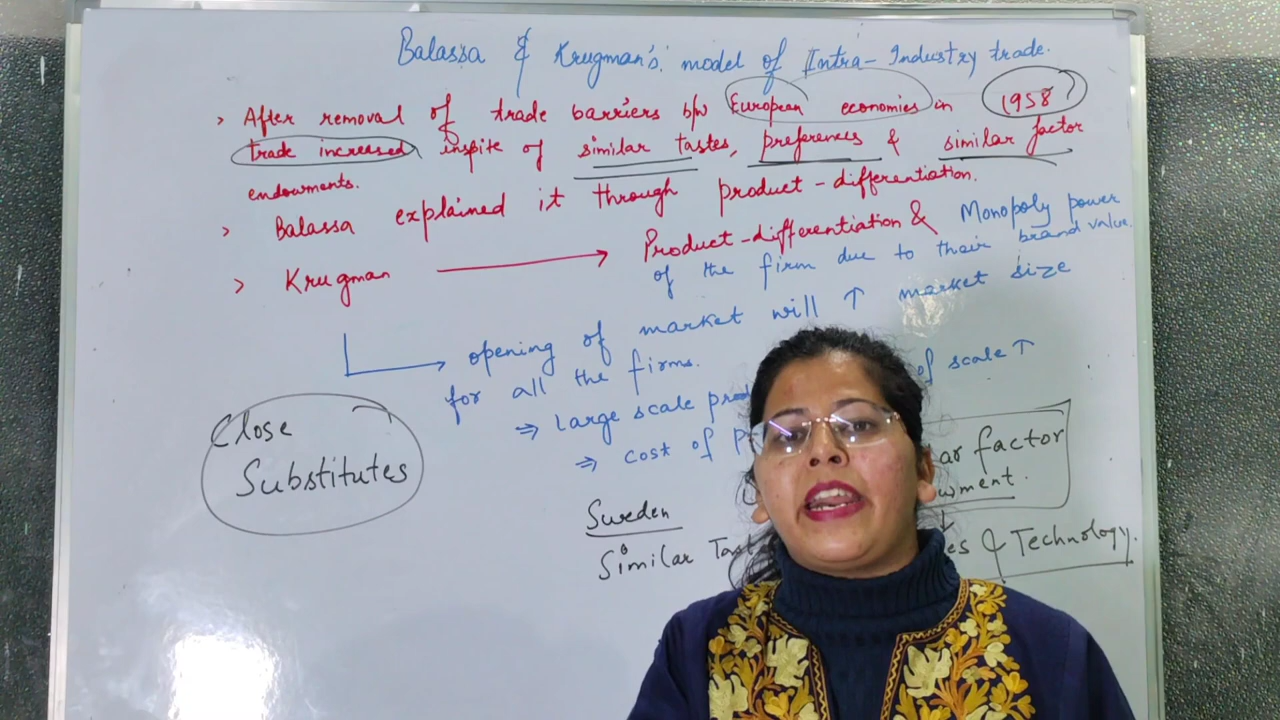 Balassa & Krugman's model of Intra-Industry trade.
> After removal of trade barriers b/w European economies in 1958
trade increased inspite of similar tastes, preferences & similar factor
endowments.
> Balassa explained it through product-differentiation.
> Krugman → Product-differentiation & Monopoly power
of the firm due to their brand value.
opening of market will ↑ market size
for all the firms.
⇒ Large scale of scale ↑
⇒ cost of
Close
Substitutes
factor
Sweden
Similar & Technology.